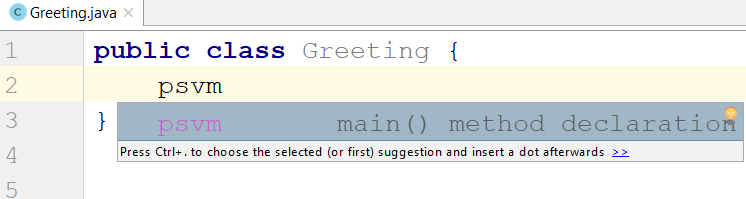 Greeting.java ×
1 public class Greeting {
2 psvm
3 }
psvm main() method declaration
4 Press Ctrl+. to choose the selected (or first) suggestion and insert a dot afterwards >>
5